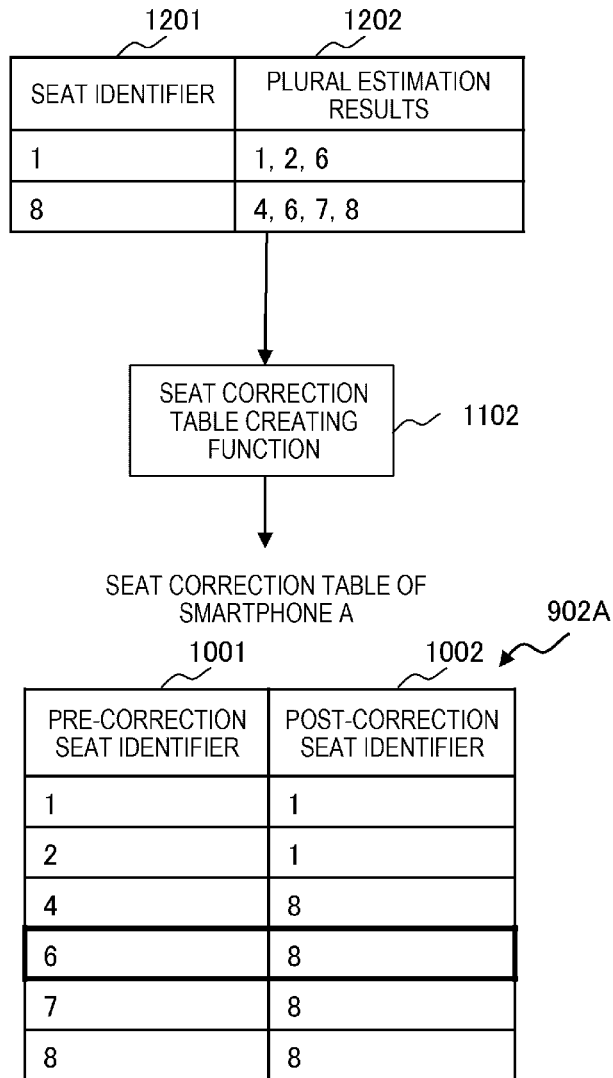 1201
1202
SEAT IDENTIFIER
PLURAL ESTIMATION
RESULTS
1
1, 2, 6
8
4, 6, 7, 8
SEAT CORRECTION
TABLE CREATING
FUNCTION
1102
SEAT CORRECTION TABLE OF
SMARTPHONE A
902A
1001
1002
PRE-CORRECTION
SEAT IDENTIFIER
POST-CORRECTION
SEAT IDENTIFIER
1
1
2
1
4
8
6
8
7
8
8
8